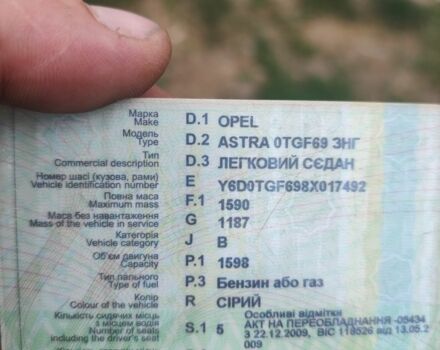 Марка D.1 OPEL
Make
Модель D.2 ASTRA 0TGF69 ЗНГ
Type
Тип D.3 ЛЕГКОВИЙ СЄДАН
Commercial description
Номер шасі (кузова, рами) E Y6D0TGF698X017492
Vehicle identification number
Повна маса F.1 1590
Maximum mass
Маса без навантаження G 1187
Mass of the vehicle in service
Категорія J B
Vehicle category
Об'єм двигуна P.1 1598
Capacity
Тип пального P.3 Бензин або газ
Type of fuel
Колір R СІРИЙ
Colour of the vehicle
Кількість сидячих місць S.1 5 Особливі відмітки
з місцем водія АКТ НА ПЕРЕОБЛАДНАННЯ -05434
Number of seats З 22.12.2009, ВІС 119526 від 13.05.2
including the driver's seat 009